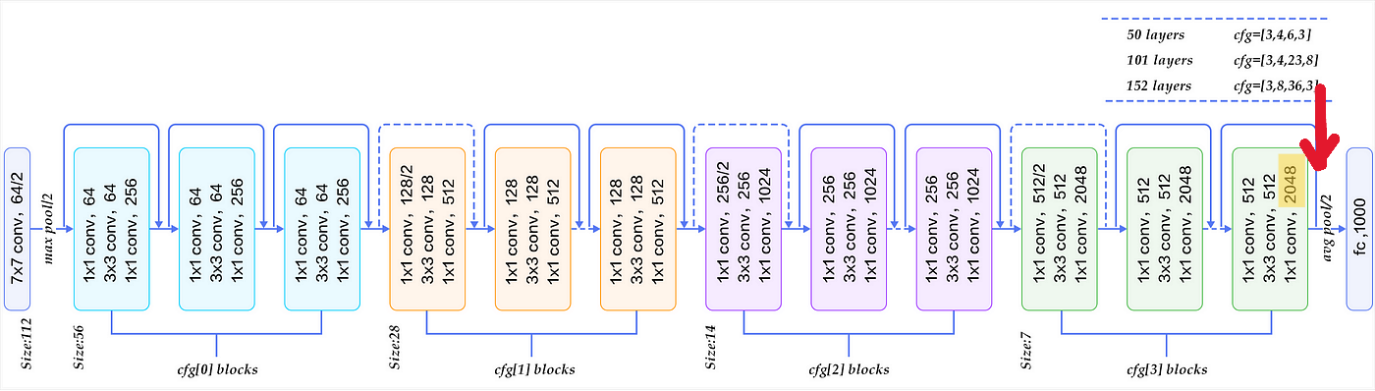 50 layers cfg=[3,4,6,3]
101 layers cfg=[3,4,23,8]
152 layers cfg=[3,8,36,3]
7x7 conv, 64/2
max pool/2
1x1 conv, 64
3x3 conv, 64
1x1 conv, 256
1x1 conv, 64
3x3 conv, 64
1x1 conv, 256
1x1 conv, 64
3x3 conv, 64
1x1 conv, 256
1x1 conv, 128/2
3x3 conv, 128
1x1 conv, 512
1x1 conv, 128
3x3 conv, 128
1x1 conv, 512
1x1 conv, 128
3x3 conv, 128
1x1 conv, 512
1x1 conv, 256/2
3x3 conv, 256
1x1 conv, 1024
1x1 conv, 256
3x3 conv, 256
1x1 conv, 1024
1x1 conv, 256
3x3 conv, 256
1x1 conv, 1024
1x1 conv, 512/2
3x3 conv, 512
1x1 conv, 2048
1x1 conv, 512
3x3 conv, 512
1x1 conv, 2048
1x1 conv, 512
3x3 conv, 512
1x1 conv, 2048
avg pool/2
fc ,1000
Size:112
Size:56
Size:28
Size:14
Size:7
cfg[0] blocks
cfg[1] blocks
cfg[2] blocks
cfg[3] blocks